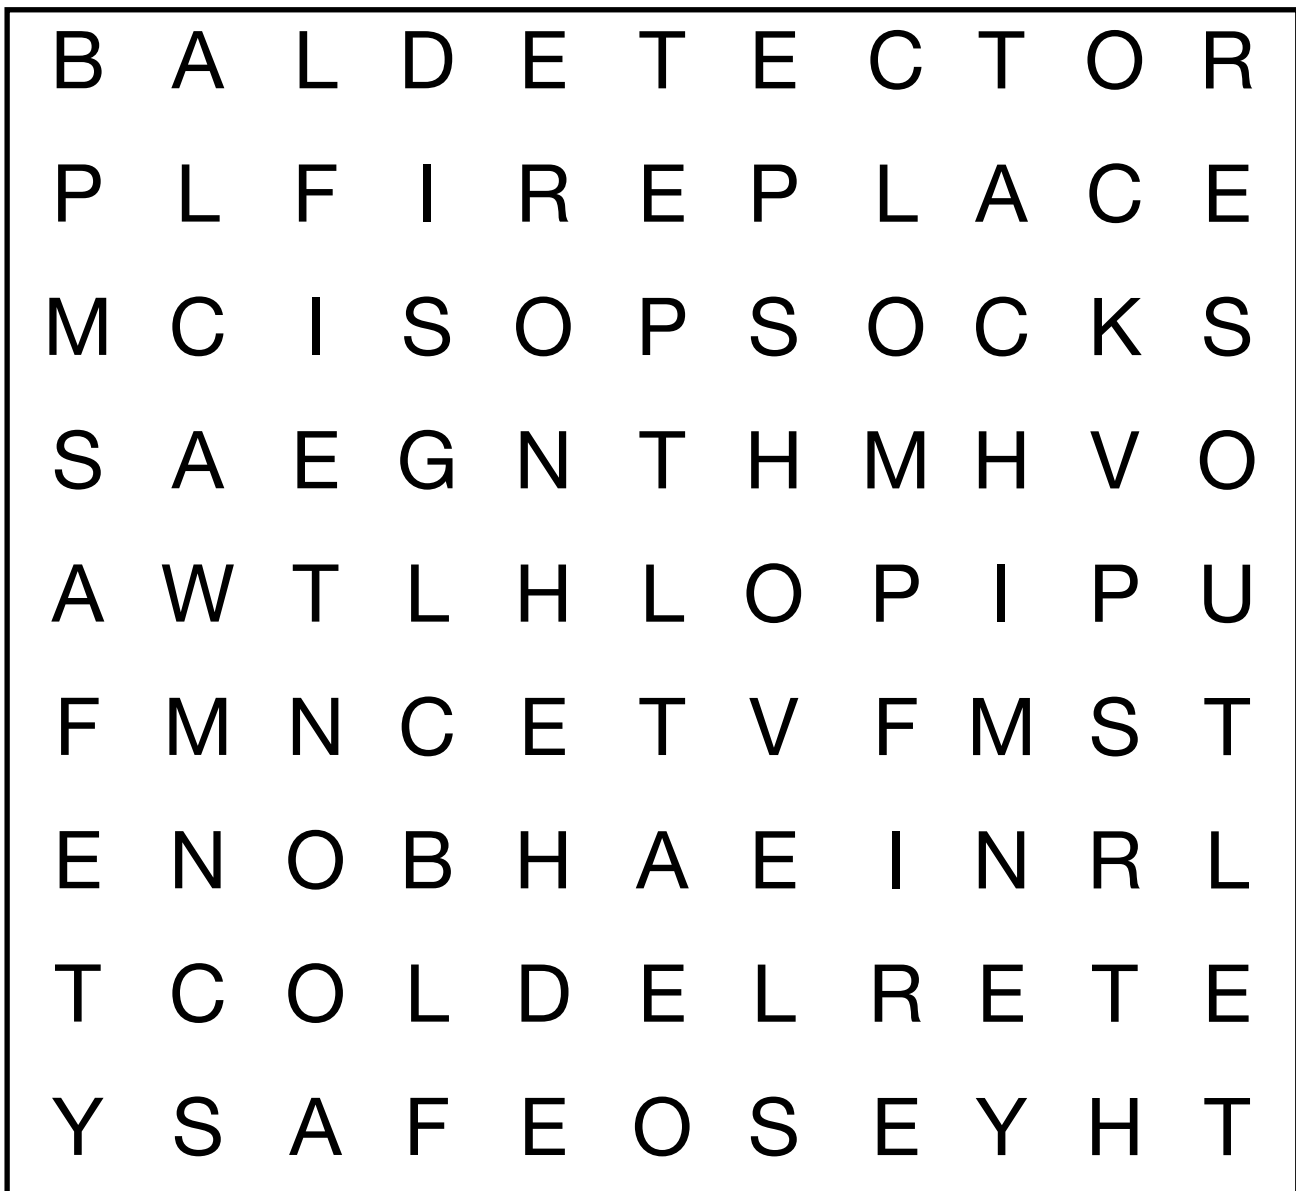 B A L D E T E C T O R
P L F I R E P L A C E
M C I S O P S O C K S
S A E G N T H M H V O
A W T L H L O P I P U
F M N C E T V F M S T
E N O B H A E I N R L
T C O L D E L R E T E
Y S A F E O S E Y H T